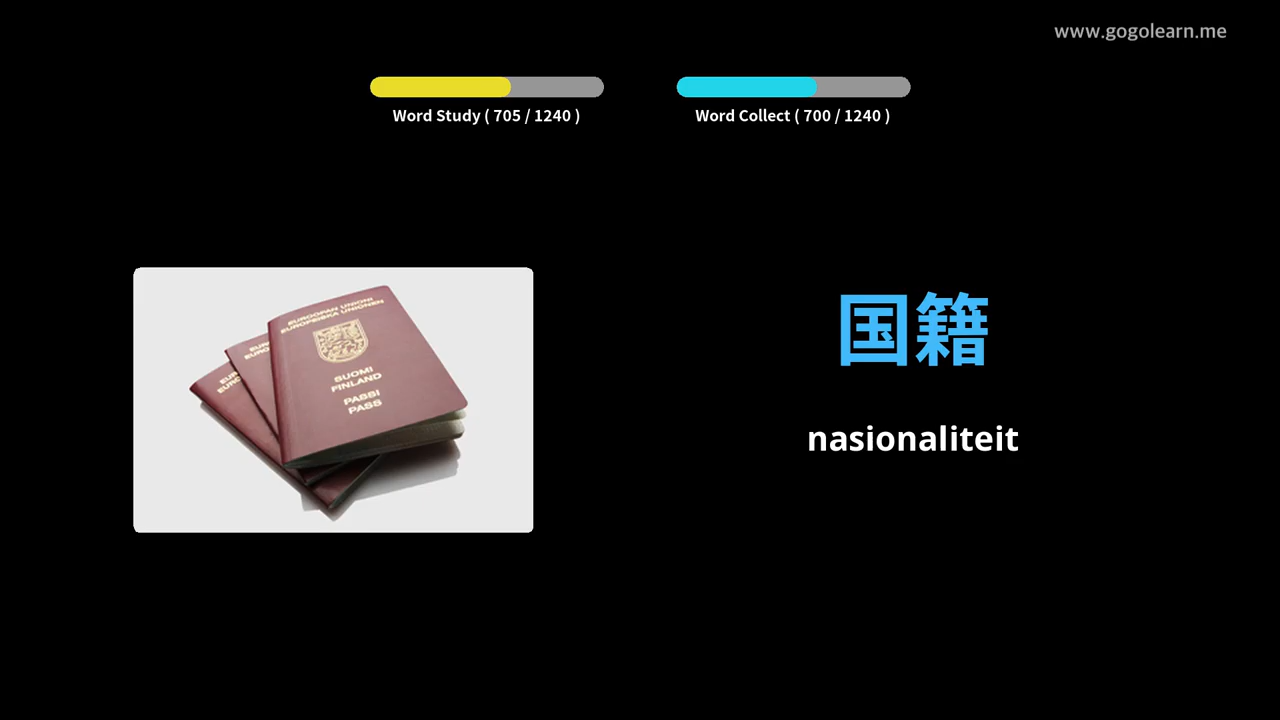 www.gogolearn.me
Word Study ( 705 / 1240 )
Word Collect ( 700 / 1240 )
EUROOPAN UNIONI
EUROPEISKA UNIONEN
SUOMI
FINLAND
PASSI
PASS
国籍
nasionaliteit